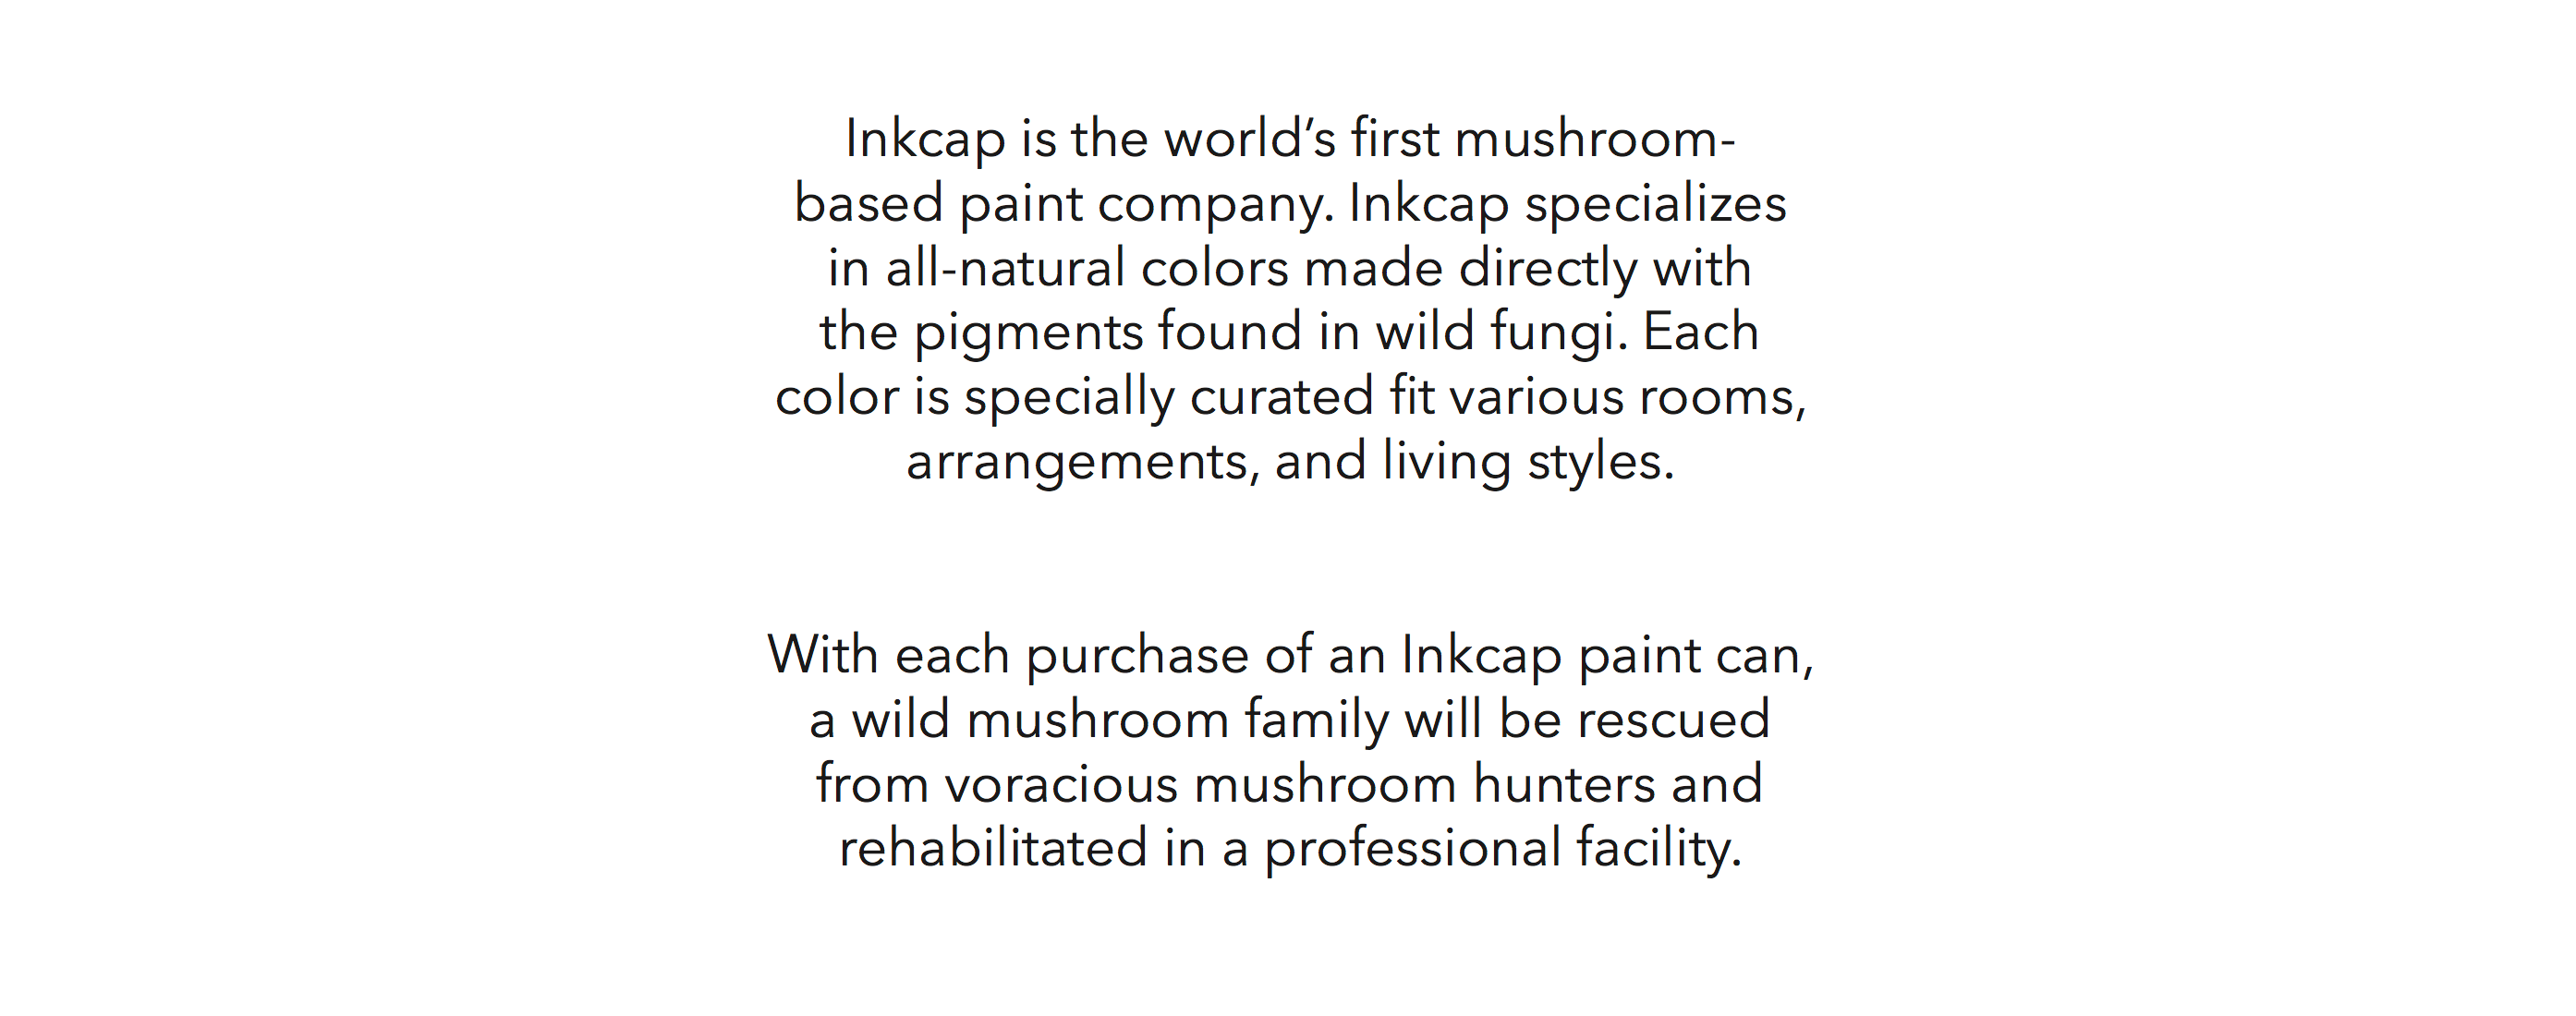 Inkcap is the world’s first mushroom-
based paint company. Inkcap specializes
in all-natural colors made directly with
the pigments found in wild fungi. Each
color is specially curated fit various rooms,
arrangements, and living styles.
With each purchase of an Inkcap paint can,
a wild mushroom family will be rescued
from voracious mushroom hunters and
rehabilitated in a professional facility.